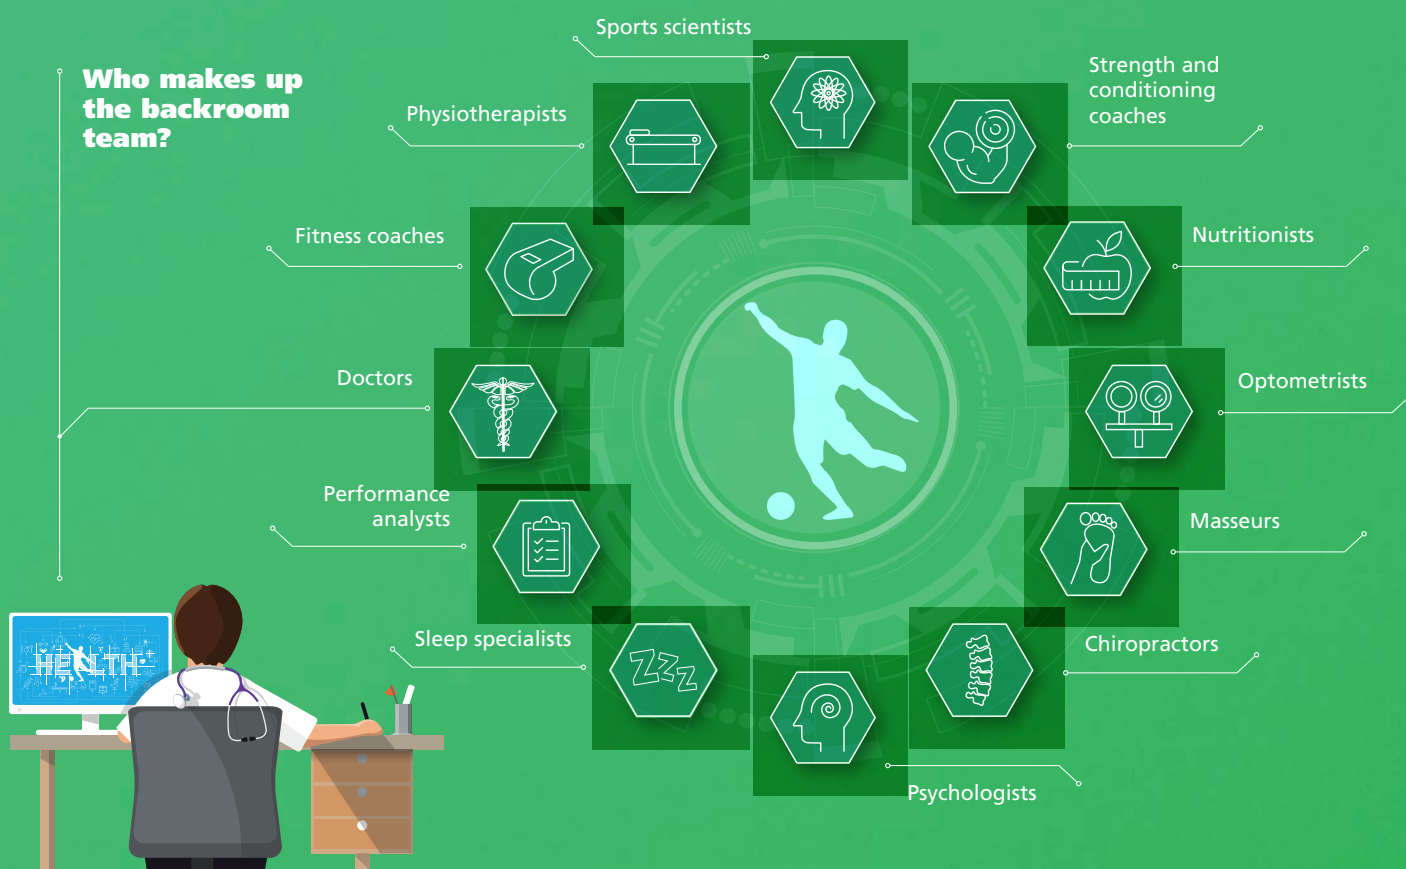 Who makes up
the backroom
team?
Sports scientists
Strength and
conditioning
coaches
Physiotherapists
Nutritionists
Fitness coaches
Optometrists
Doctors
Performance
analysts
Masseurs
Sleep specialists
Chiropractors
Psychologists
HEALTH
ZZZ